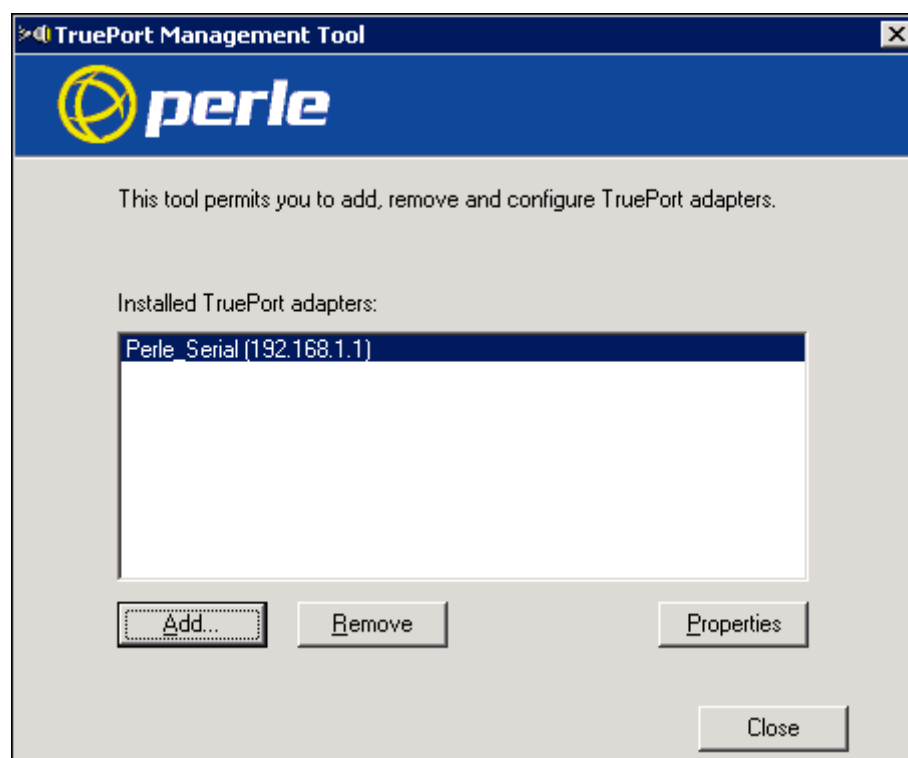 TruePort Management Tool
perle
This tool permits you to add, remove and configure TruePort adapters.
Installed TruePort adapters:
Perle_Serial (192.168.1.1)
Add... Remove Properties
Close